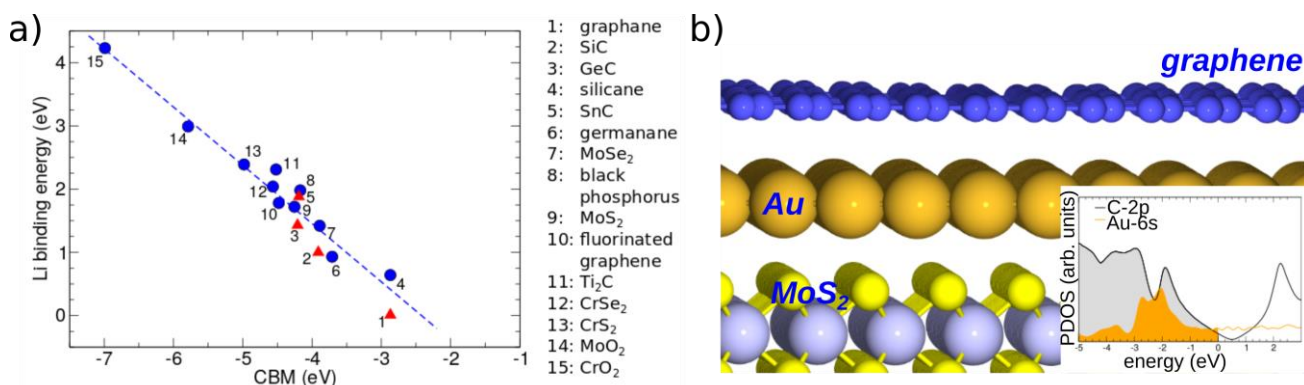 a)
Li binding energy (eV)
4
3
2
1
0
15
14
13
11
12
8
5
10
9
3
7
2
6
4
1
-7
-6
-5
-4
-3
-2
-1
CBM (eV)
1: graphane
2: SiC
3: GeC
4: silicane
5: SnC
6: germanane
7: MoSe₂
8: black
phosphorus
9: MoS₂
10: fluorinated
graphene
11: Ti₂C
12: CrSe₂
13: CrS₂
14: MoO₂
15: CrO₂
b)
graphene
Au
MoS₂
PDOS (arb. units)
C-2p
Au-6s
-5
-4
-3
-2
-1
0
1
2
energy (eV)